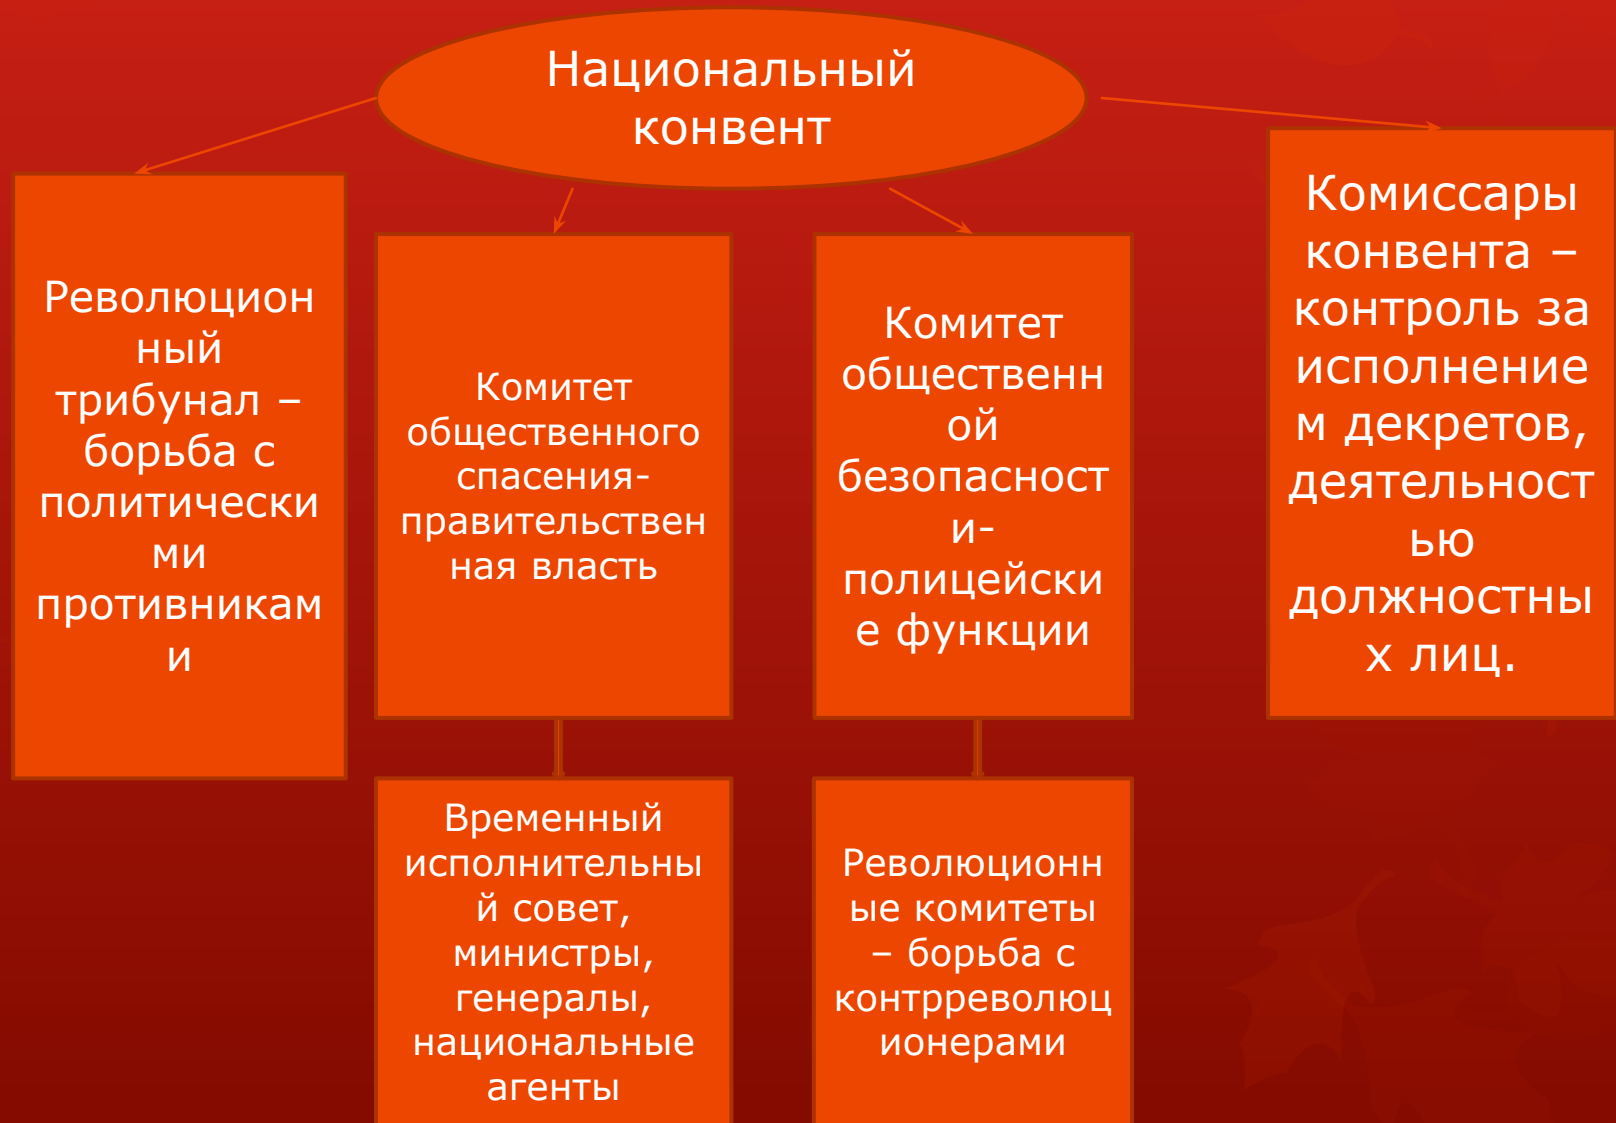 Национальный
конвент
Революцион
ный
трибунал –
борьба с
политически
ми
противникам
и
Комитет
общественного
спасения-
правительствен
ная власть
Комитет
общественн
ой
безопасност
и-
полицейски
е функции
Комиссары
конвента –
контроль за
исполнение
м декретов,
деятельност
ью
должностны
х лиц.
Временный
исполнительны
й совет,
министры,
генералы,
национальные
агенты
Революционн
ые комитеты
– борьба с
контрреволюц
ионерами